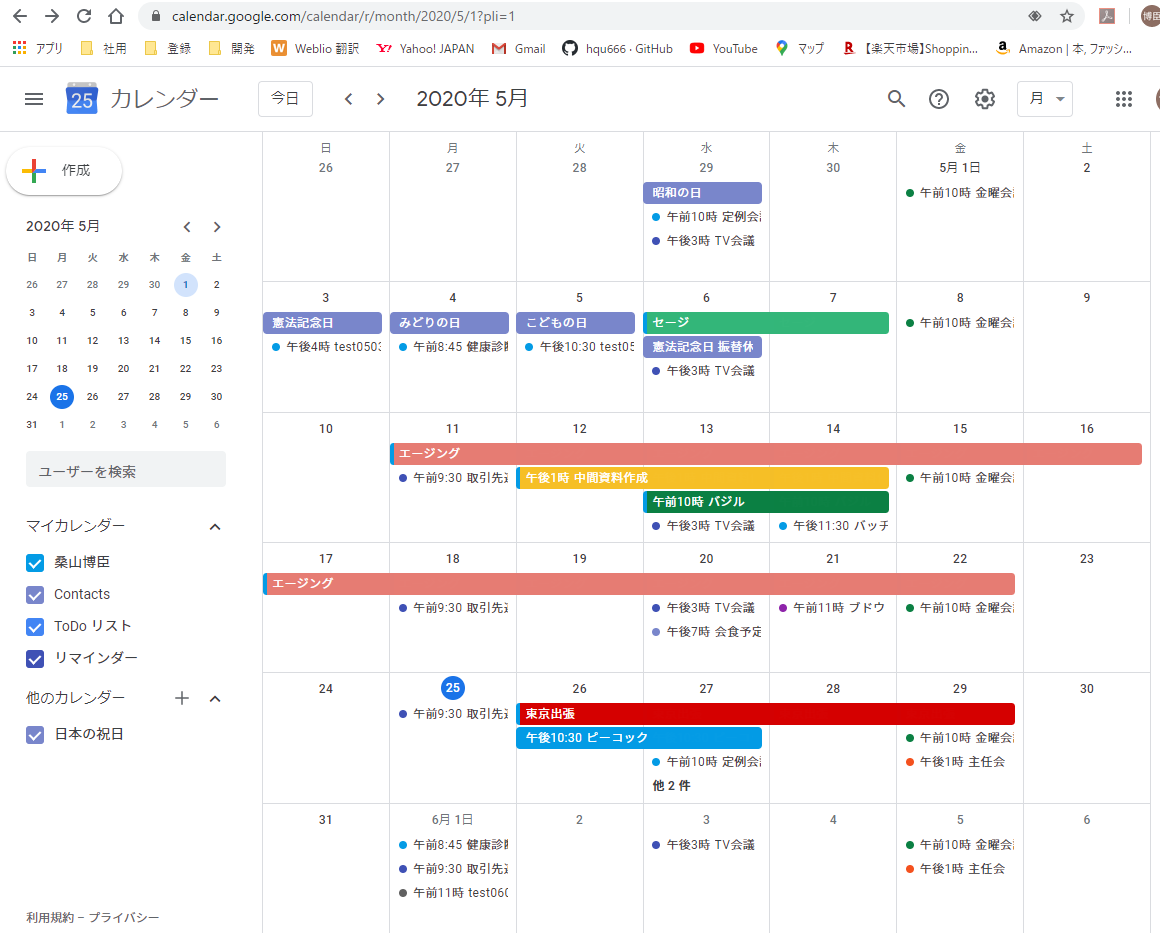 calendar.google.com/calendar/r/month/2020/5/1?pli=1
博臣
アプリ 社用 登録 開発 Weblio 翻訳 Yahoo! JAPAN Gmail hqu666 · GitHub YouTube マップ 【楽天市場】Shoppin... Amazon | 本, ファッシ...
25 カレンダー 今日 2020年 5月 月
作成
2020年 5月
日 月 火 水 木 金 土
26 27 28 29 30 1 2
3 4 5 6 7 8 9
10 11 12 13 14 15 16
17 18 19 20 21 22 23
24 25 26 27 28 29 30
31 1 2 3 4 5 6
ユーザーを検索
マイカレンダー
桑山博臣
Contacts
ToDo リスト
リマインダー
他のカレンダー
日本の祝日
利用規約 – プライバシー
日 月 火 水 木 金 土
26 27 28 29 30 5月 1日 2
昭和の日 午前10時 金曜会
午前10時 定例会
午後3時 TV会議
3 4 5 6 7 8 9
憲法記念日 みどりの日 こどもの日 セージ 午前10時 金曜会
午後4時 test0503 午前8:45 健康診 午後10:30 test05 憲法記念日 振替休
午後3時 TV会議
10 11 12 13 14 15 16
エージング
午前9:30 取引先 午後1時 中間資料作成 午前10時 金曜会
午前10時 バジル
午後3時 TV会議 午後11:30 バッチ
17 18 19 20 21 22 23
エージング
午前9:30 取引先 午後3時 TV会議 午前11時 ブドウ 午前10時 金曜会
午後7時 会食予定
24 25 26 27 28 29 30
午前9:30 取引先 東京出張
午後10:30 ピーコック 午前10時 金曜会
午前10時 定例会 午後1時 主任会
他 2 件
31 6月 1日 2 3 4 5 6
午前8:45 健康診 午後3時 TV会議 午前10時 金曜会
午前9:30 取引先 午後1時 主任会
午前11時 test060